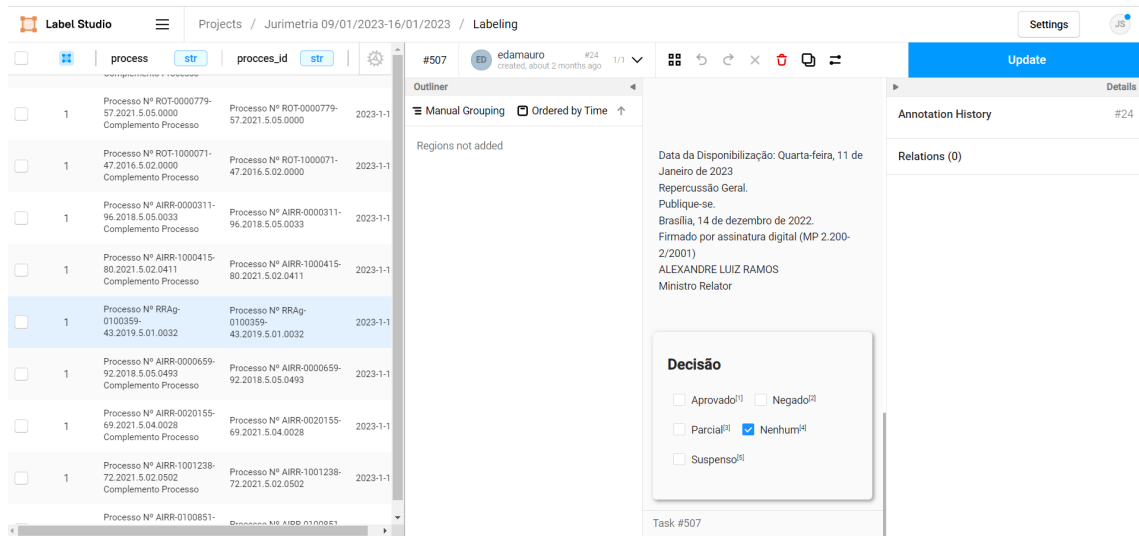 Label Studio
Projects / Jurimetria 09/01/2023-16/01/2023 / Labeling
Settings
JS
process str procces_id str
#507 ED edamauro #24 1/1
created, about 2 months ago
Update
Processo Nº ROT-0000779-
57.2021.5.05.0000
Complemento Processo
Processo Nº ROT-0000779-
57.2021.5.05.0000
2023-1-1
1
Processo Nº ROT-1000071-
47.2016.5.02.0000
Complemento Processo
Processo Nº ROT-1000071-
47.2016.5.02.0000
2023-1-1
1
Processo Nº AIRR-0000311-
96.2018.5.05.0033
Complemento Processo
Processo Nº AIRR-0000311-
96.2018.5.05.0033
2023-1-1
1
Processo Nº AIRR-1000415-
80.2021.5.02.0411
Complemento Processo
Processo Nº AIRR-1000415-
80.2021.5.02.0411
2023-1-1
1
Processo Nº RRAg-
0100359-
43.2019.5.01.0032
Processo Nº RRAg-
0100359-
43.2019.5.01.0032
2023-1-1
1
Processo Nº AIRR-0000659-
92.2018.5.05.0493
Complemento Processo
Processo Nº AIRR-0000659-
92.2018.5.05.0493
2023-1-1
1
Processo Nº AIRR-0020155-
69.2021.5.04.0028
Complemento Processo
Processo Nº AIRR-0020155-
69.2021.5.04.0028
2023-1-1
1
Processo Nº AIRR-1001238-
72.2021.5.02.0502
Complemento Processo
Processo Nº AIRR-1001238-
72.2021.5.02.0502
2023-1-1
1
Processo Nº AIRR-0100851-
Outliner
Manual Grouping Ordered by Time
Regions not added
Data da Disponibilização: Quarta-feira, 11 de
Janeiro de 2023
Repercussão Geral.
Publique-se.
Brasília, 14 de dezembro de 2022.
Firmado por assinatura digital (MP 2.200-
2/2001)
ALEXANDRE LUIZ RAMOS
Ministro Relator
Decisão
Aprovado[1] Negado[2]
Parcial[3] Nenhum[4]
Suspenso[5]
Task #507
Details
Annotation History #24
Relations (0)